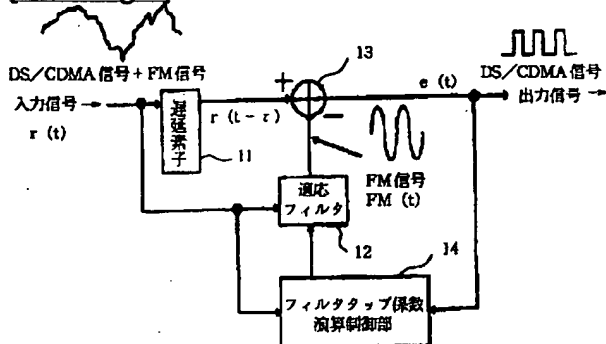 DS/CDMA信号+FM信号
入力信号
r (t)
遅延素子
11
r (t-τ)
+
13
−
e (t)
DS/CDMA信号
出力信号
FM信号
FM (t)
適応
フィルタ
12
14
フィルタタップ係数
演算制御部